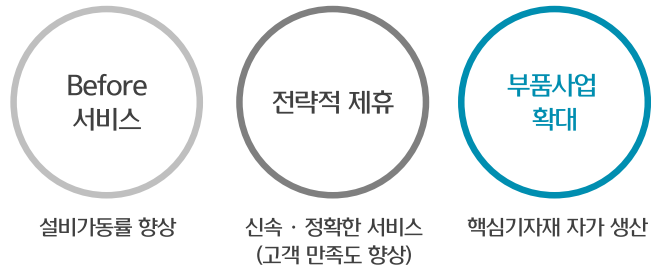 Before
서비스
전략적 제휴
부품사업
확대
설비가동률 향상
신속 · 정확한 서비스
(고객 만족도 향상)
핵심기자재 자가 생산